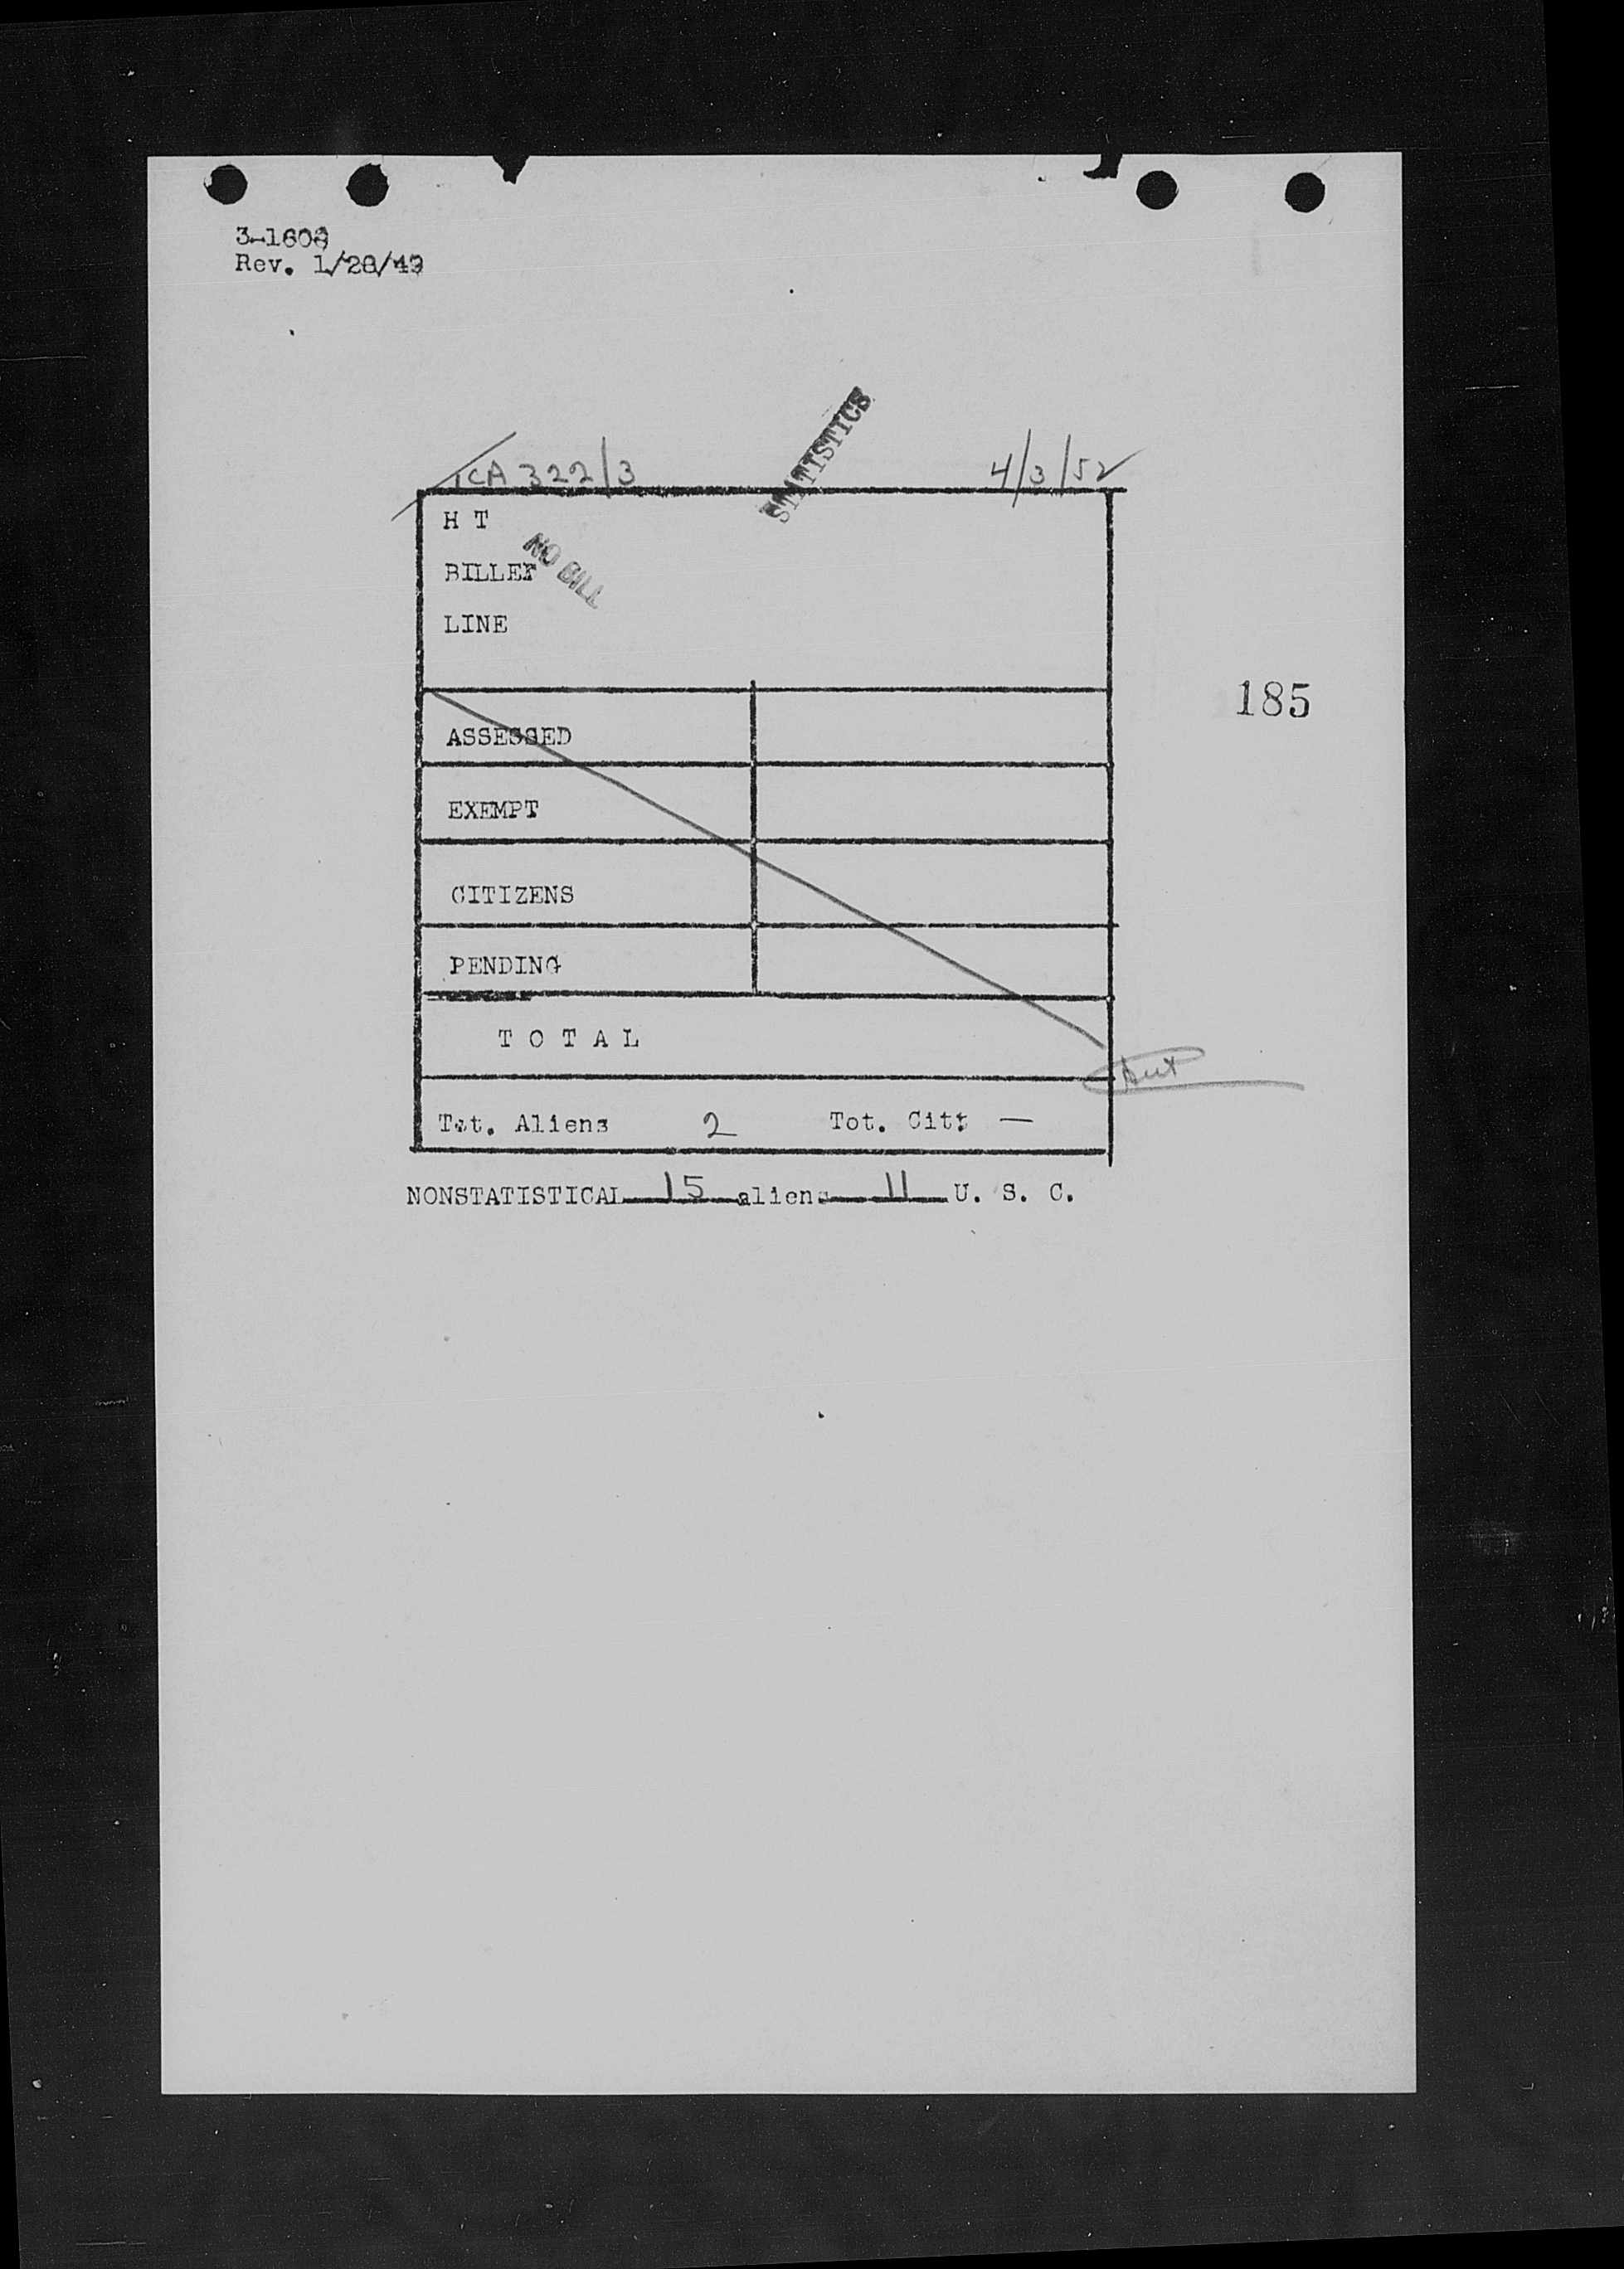 3-1608
Rev. 1/28/49
STATISTICS
TCA 322/3
4/3/52
H T
NO BILL
BILLET
LINE
185
ASSESSED
EXEMPT
CITIZENS
PENDING
T O T A L
Tot. Aliens 2 Tot. Cit: —
NONSTATISTICAL 15 aliens 11 U. S. C.